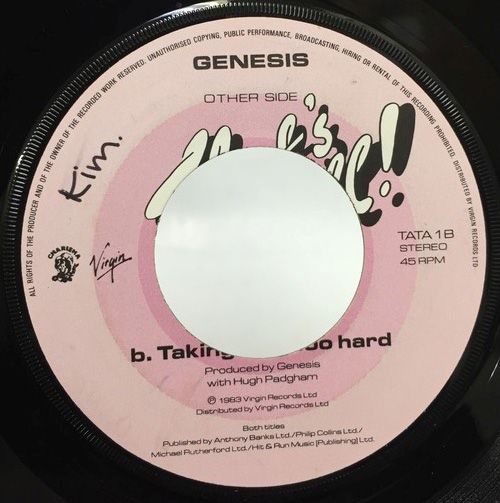 ALL RIGHTS OF THE PRODUCER AND OF THE OWNER OF THE RECORDED WORK RESERVED. UNAUTHORISED COPYING, PUBLIC PERFORMANCE, BROADCASTING, HIRING OR RENTAL OF THIS RECORDING PROHIBITED. DISTRIBUTED BY VIRGIN RECORDS LTD
GENESIS
OTHER SIDE
Kim.
CHARISMA
Virgin
TATA 1 B
STEREO
45 RPM
b. Taking hard
Produced by Genesis
with Hugh Padgham
℗ 1983 Virgin Records Ltd
Distributed by Virgin Records Ltd
Both titles
Published by Anthony Banks Ltd./Philip Collins Ltd./
Michael Rutherford Ltd./Hit & Run Music (Publishing) Ltd.